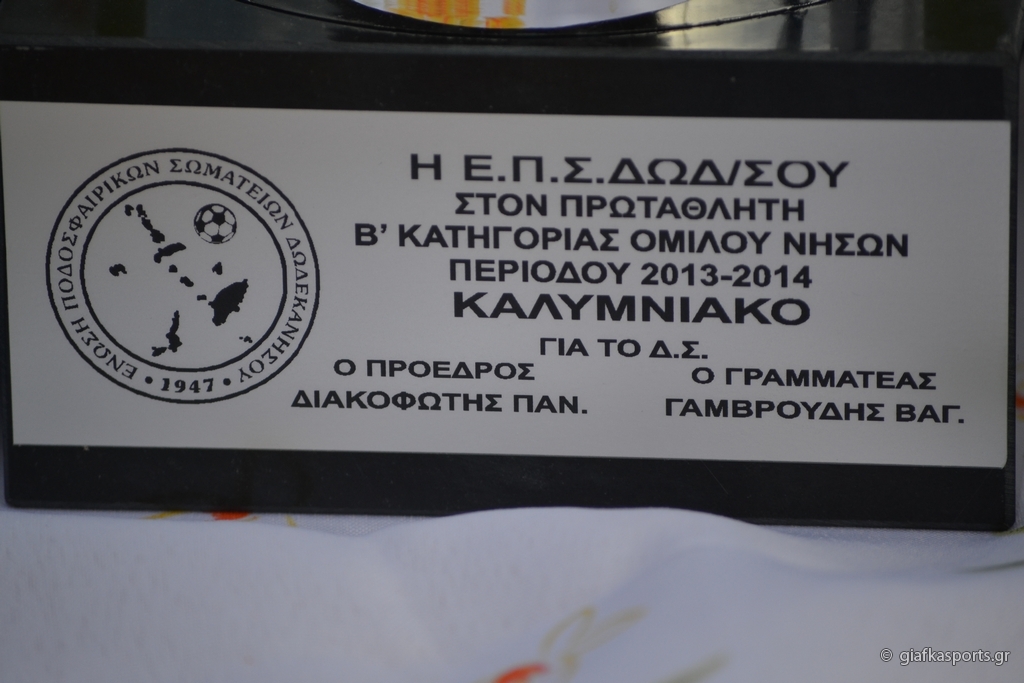 Η Ε.Π.Σ.ΔΩΔ/ΣΟΥ
ΣΤΟΝ ΠΡΩΤΑΘΛΗΤΗ
Β' ΚΑΤΗΓΟΡΙΑΣ ΟΜΙΛΟΥ ΝΗΣΩΝ
ΠΕΡΙΟΔΟΥ 2013-2014
ΚΑΛΥΜΝΙΑΚΟ
ΓΙΑ ΤΟ Δ.Σ.
Ο ΠΡΟΕΔΡΟΣ
ΔΙΑΚΟΦΩΤΗΣ ΠΑΝ.
Ο ΓΡΑΜΜΑΤΕΑΣ
ΓΑΜΒΡΟΥΔΗΣ ΒΑΓ.
ΕΝΩΣΗ ΠΟΔΟΣΦΑΙΡΙΚΩΝ ΣΩΜΑΤΕΙΩΝ ΔΩΔΕΚΑΝΗΣΟΥ
• 1947 •
© giafkasports.gr